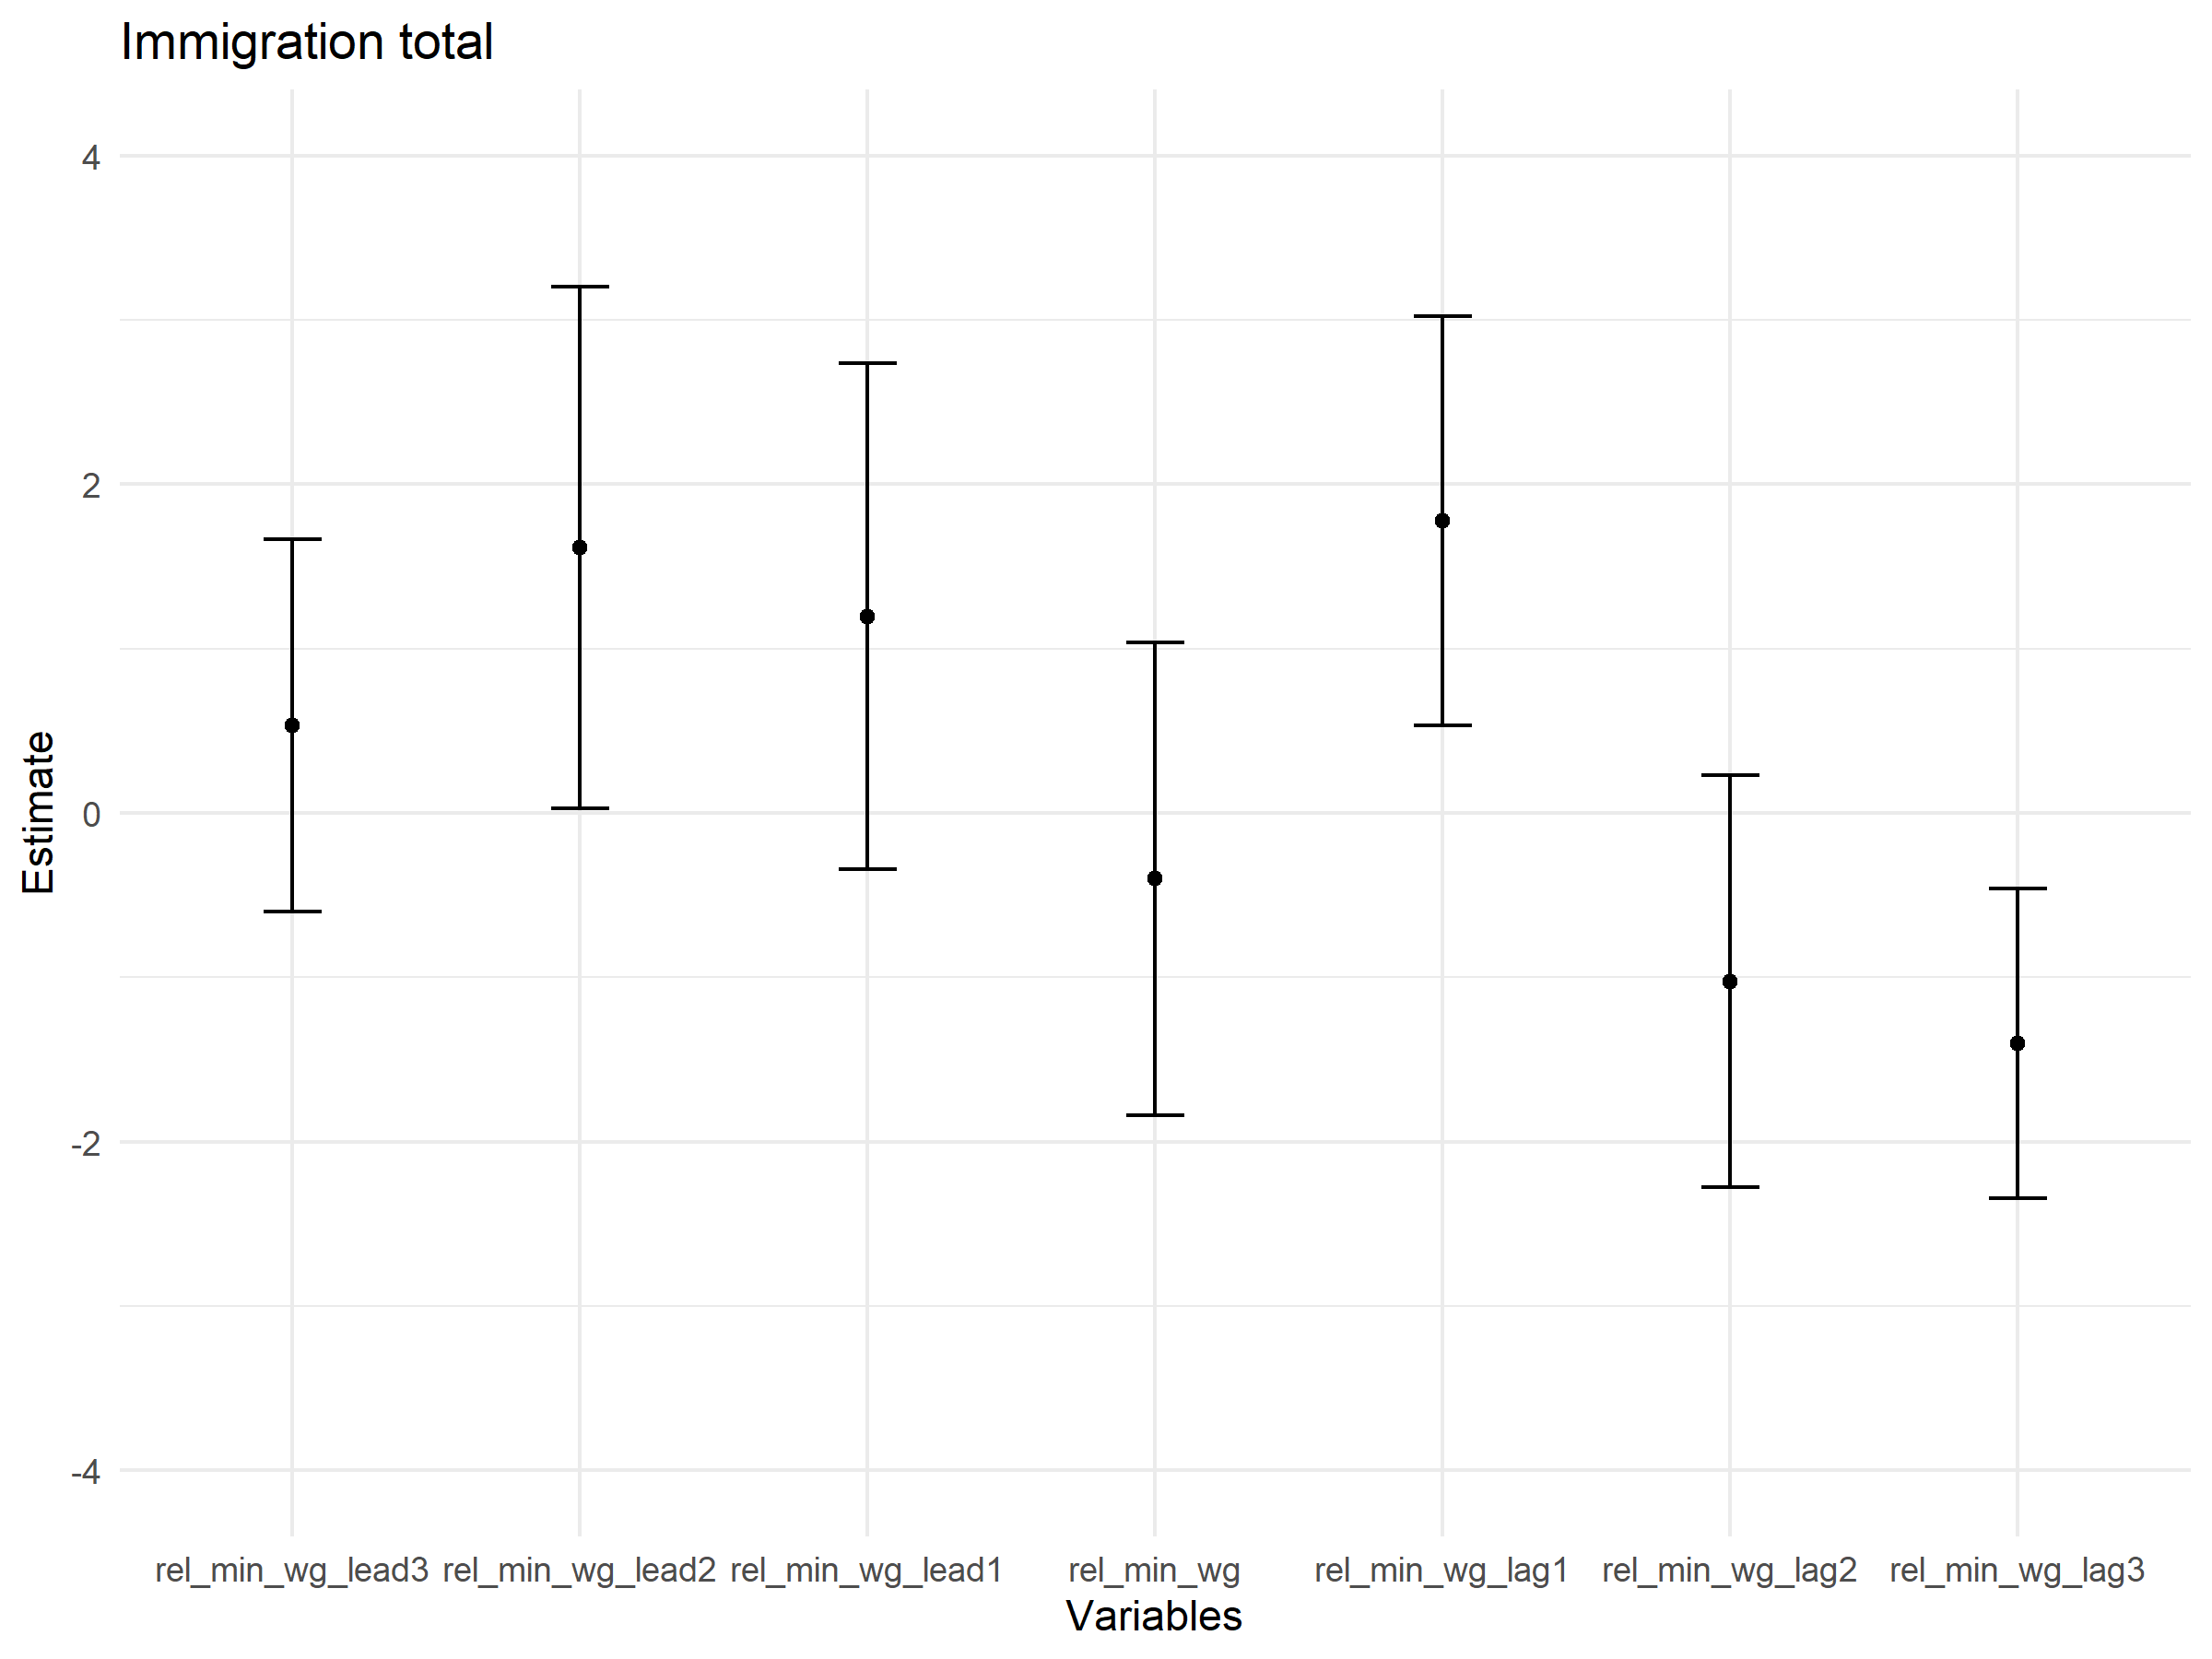 Immigration total
Estimate
4
2
0
-2
-4
rel_min_wg_lead3 rel_min_wg_lead2 rel_min_wg_lead1 rel_min_wg rel_min_wg_lag1 rel_min_wg_lag2 rel_min_wg_lag3
Variables